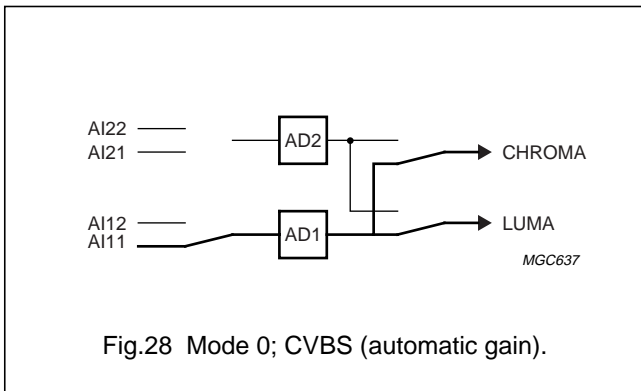 AI22
AI21
AD2
CHROMA
AI12
AI11
AD1
LUMA
MGC637
Fig.28 Mode 0; CVBS (automatic gain).